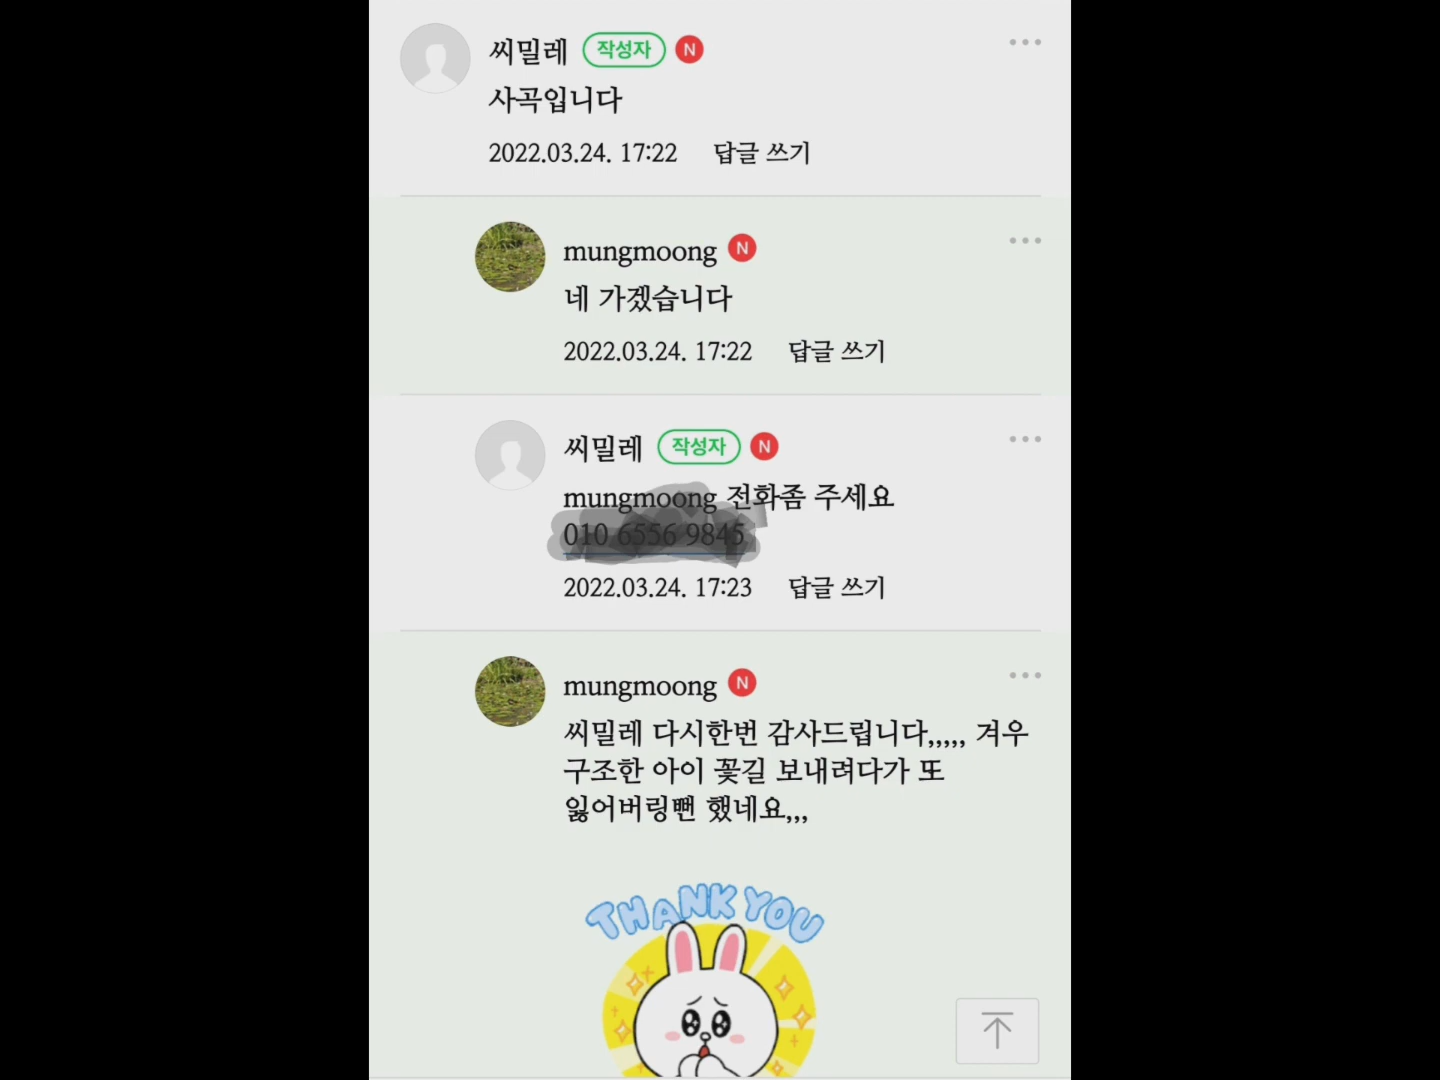 씨밀레 작성자 N
사곡입니다
2022.03.24. 17:22 답글 쓰기
mungmoong N
네 가겠습니다
2022.03.24. 17:22 답글 쓰기
씨밀레 작성자 N
mungmoong 전화좀 주세요
2022.03.24. 17:23 답글 쓰기
mungmoong N
씨밀레 다시한번 감사드립니다,,,,, 겨우
구조한 아이 꽃길 보내려다가 또
잃어버링뻔 했네요,,,
THANK YOU